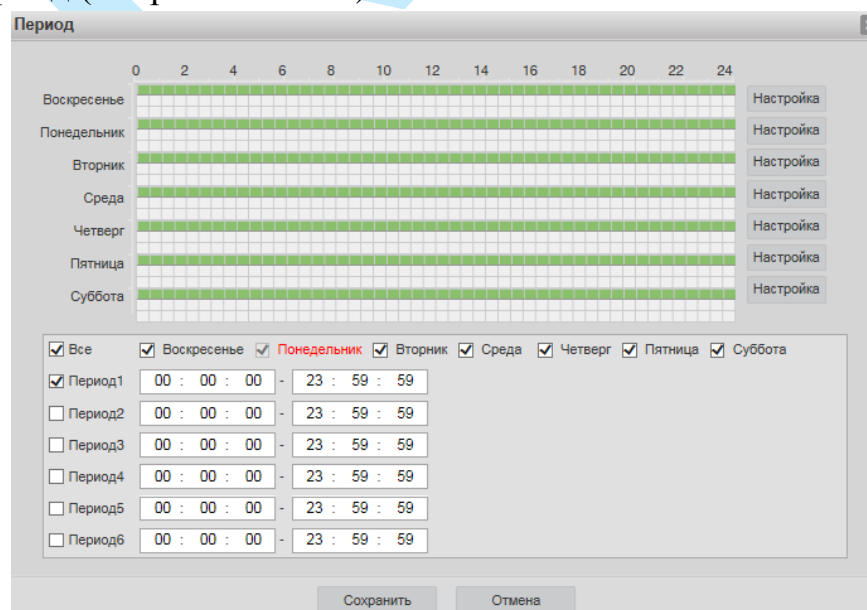 Период
0 2 4 6 8 10 12 14 16 18 20 22 24
Воскресенье Настройка
Понедельник Настройка
Вторник Настройка
Среда Настройка
Четверг Настройка
Пятница Настройка
Суббота Настройка
Все Воскресенье Понедельник Вторник Среда Четверг Пятница Суббота
Период1 00 : 00 : 00 - 23 : 59 : 59
Период2 00 : 00 : 00 - 23 : 59 : 59
Период3 00 : 00 : 00 - 23 : 59 : 59
Период4 00 : 00 : 00 - 23 : 59 : 59
Период5 00 : 00 : 00 - 23 : 59 : 59
Период6 00 : 00 : 00 - 23 : 59 : 59
Сохранить Отмена